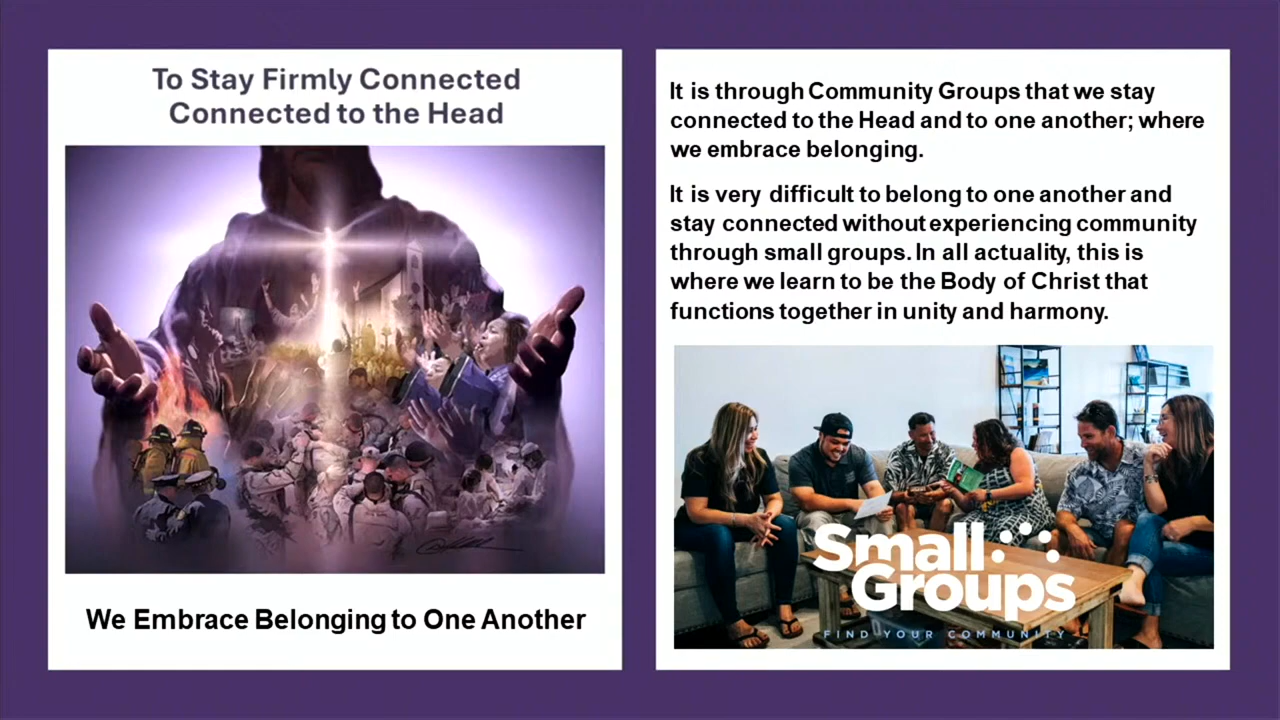 To Stay Firmly Connected
Connected to the Head
We Embrace Belonging to One Another
It is through Community Groups that we stay
connected to the Head and to one another; where
we embrace belonging.
It is very difficult to belong to one another and
stay connected without experiencing community
through small groups. In all actuality, this is
where we learn to be the Body of Christ that
functions together in unity and harmony.
Small
Groups
FIND YOUR COMMUNITY